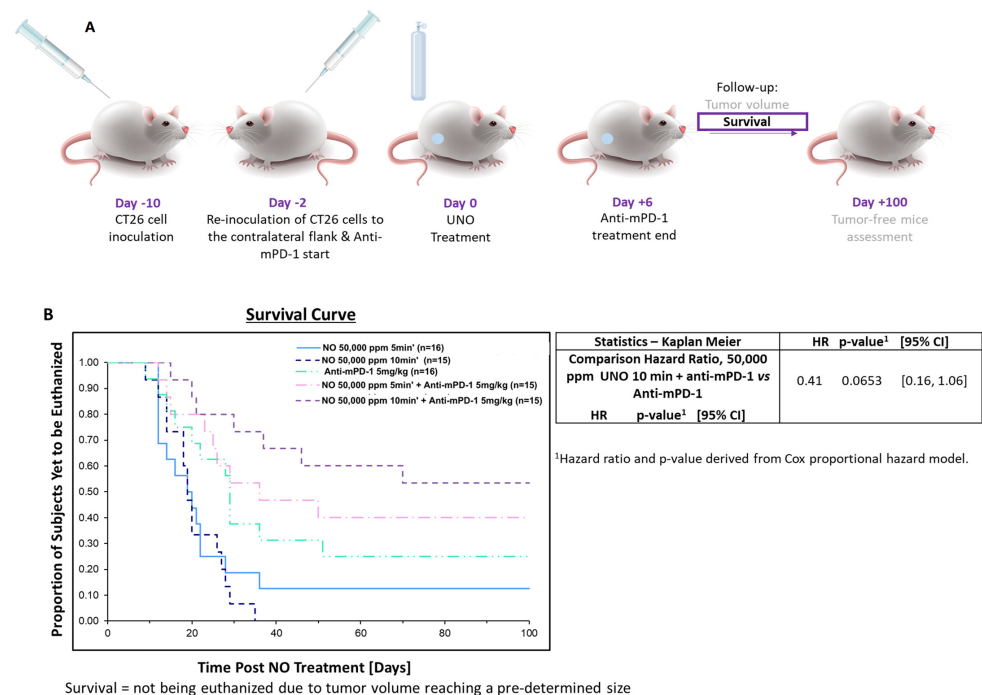 A
Follow-up:
Tumor volume
Survival
Day -10
CT26 cell
inoculation
Day -2
Re-inoculation of CT26 cells to
the contralateral flank & Anti-
mPD-1 start
Day 0
UNO
Treatment
Day +6
Anti-mPD-1
treatment end
Day +100
Tumor-free mice
assessment
B
Survival Curve
Proportion of Subjects Yet to be Euthanized
1.00
0.90
0.80
0.70
0.60
0.50
0.40
0.30
0.20
0.10
0.00
NO 50,000 ppm 5min' (n=16)
NO 50,000 ppm 10min' (n=15)
Anti-mPD-1 5mg/kg (n=16)
NO 50,000 ppm 5min' + Anti-mPD-1 5mg/kg (n=15)
NO 50,000 ppm 10min' + Anti-mPD-1 5mg/kg (n=15)
0 20 40 60 80 100
Time Post NO Treatment [Days]
Survival = not being euthanized due to tumor volume reaching a pre-determined size
Statistics – Kaplan Meier HR p-value¹ [95% CI]
Comparison Hazard Ratio, 50,000
ppm UNO 10 min + anti-mPD-1 vs
Anti-mPD-1
0.41 0.0653 [0.16, 1.06]
HR p-value¹ [95% CI]
¹Hazard ratio and p-value derived from Cox proportional hazard model.